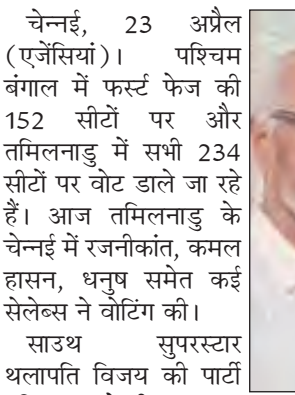 चेन्नई, 23 अप्रैल
(एजेंसियां)। पश्चिम
बंगाल में फर्स्ट फेज की
152 सीटों पर और
तमिलनाडु में सभी 234
सीटों पर वोट डाले जा रहे
हैं। आज तमिलनाडु के
चेन्नई में रजनीकांत, कमल
हासन, धनुष समेत कई
सेलेब्स ने वोटिंग की।
साउथ सुपरस्टार
थलापति विजय की पार्टी